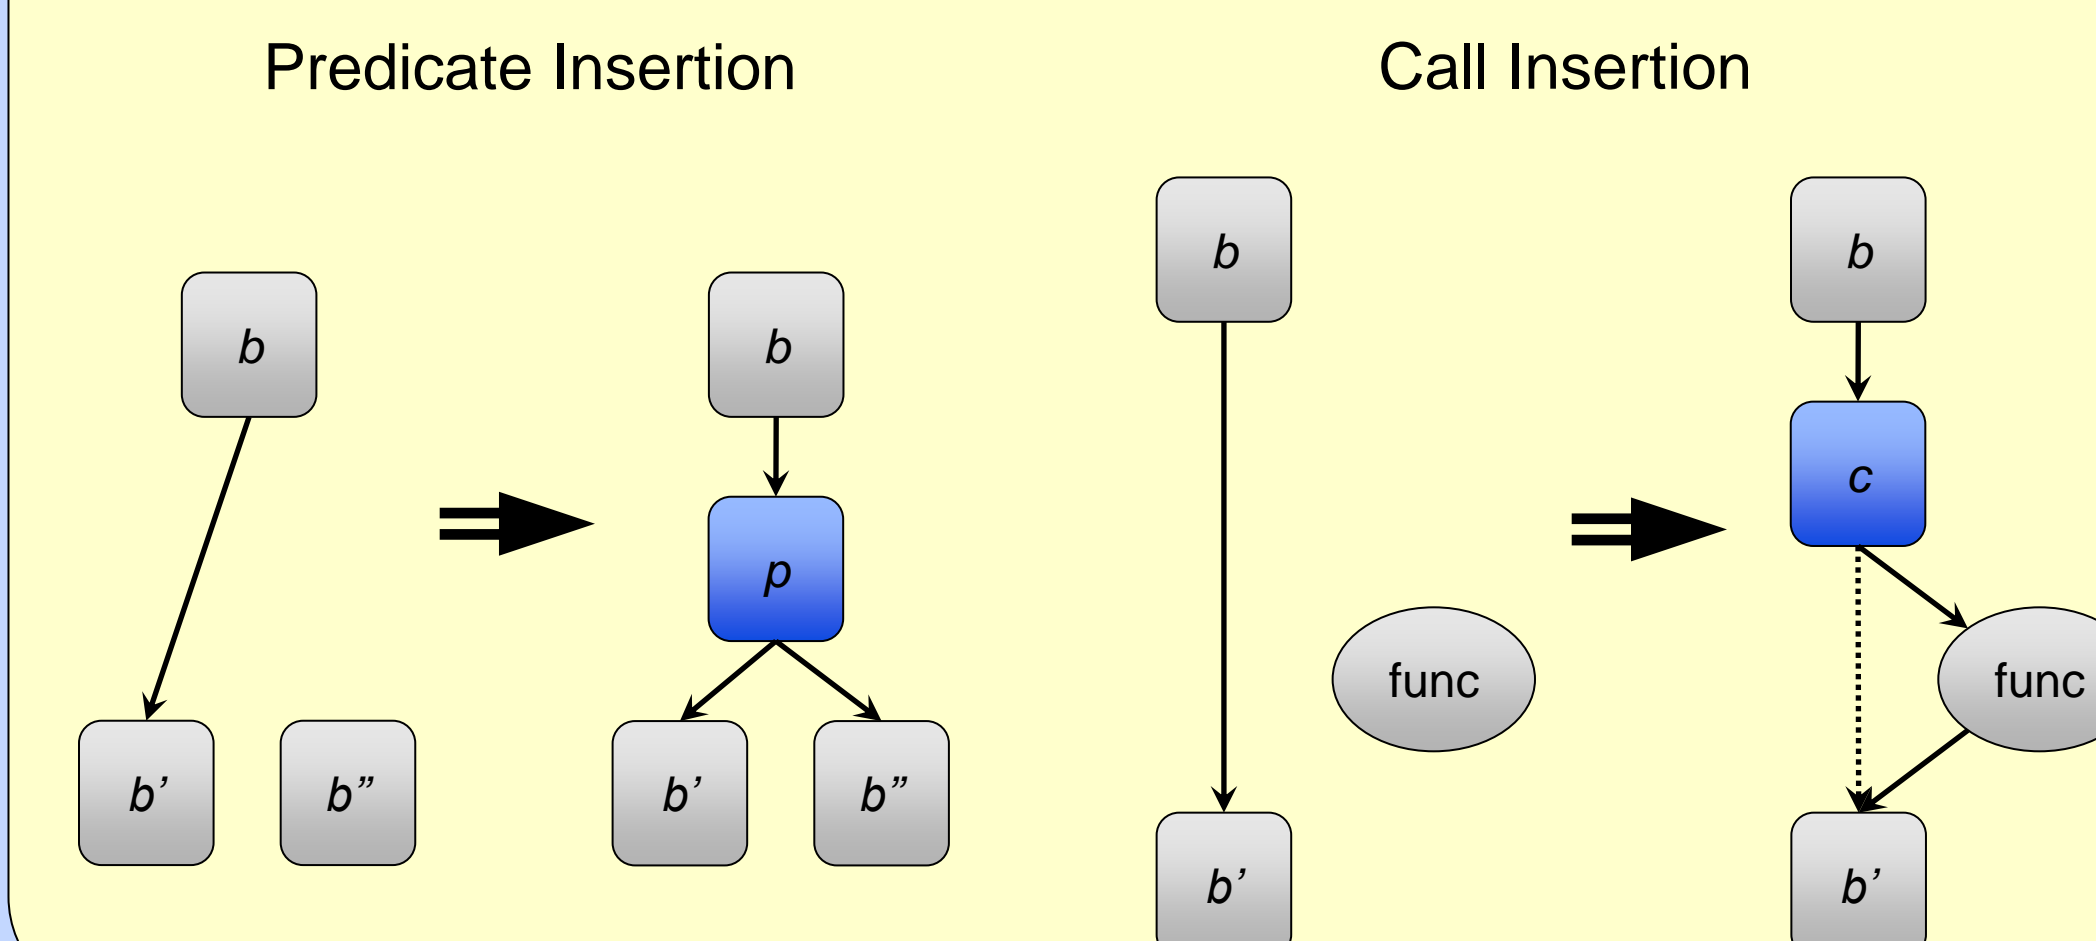 Predicate Insertion
b
b
p
b’
b”
b’
b”
Call Insertion
b
b
c
func
func
b’
b’